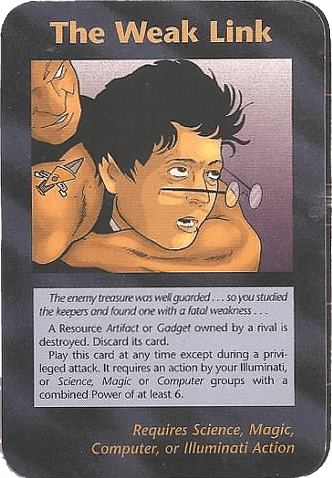 The Weak Link
The enemy treasure was well guarded . . . so you studied
the keepers and found one with a fatal weakness . . .
A Resource Artifact or Gadget owned by a rival is
destroyed. Discard its card.
Play this card at any time except during a privi-
leged attack. It requires an action by your Illuminati,
or Science, Magic or Computer groups with a
combined Power of at least 6.
Requires Science, Magic,
Computer, or Illuminati Action